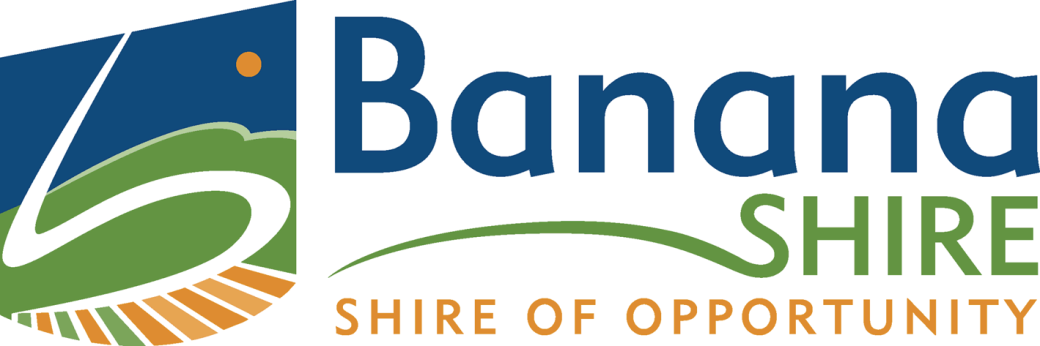 Banana
SHIRE
SHIRE OF OPPORTUNITY